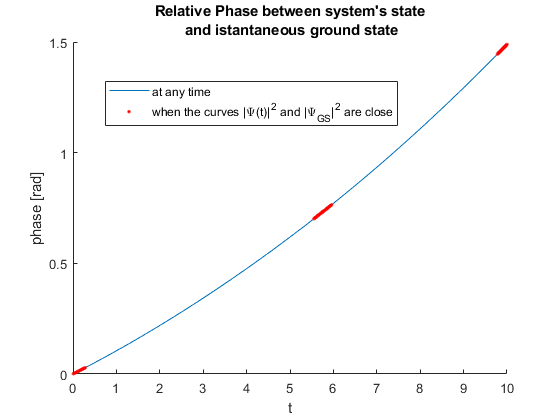 Relative Phase between system's state
and istantaneous ground state
1.5
1
0.5
0
phase [rad]
at any time
when the curves |Ψ(t)|² and |Ψ_GS|² are close
0 1 2 3 4 5 6 7 8 9 10
t